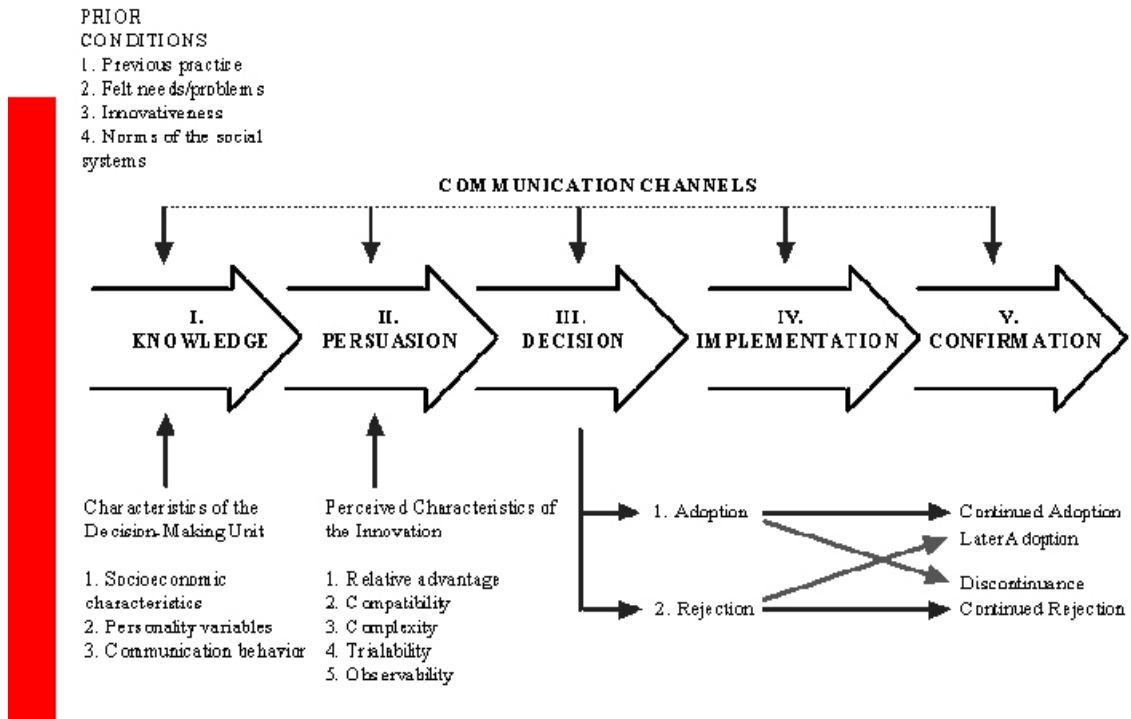 PRIOR
CONDITIONS
1. Previous practice
2. Felt needs/problems
3. Innovativeness
4. Norms of the social
systems
COMMUNICATION CHANNELS
I.
KNOWLEDGE
II.
PERSUASION
III.
DECISION
IV.
IMPLEMENTATION
V.
CONFIRMATION
Characteristics of the
Decision-Making Unit
1. Socioeconomic
characteristics
2. Personality variables
3. Communication behavior
Perceived Characteristics of
the Innovation
1. Relative advantage
2. Compatibility
3. Complexity
4. Trialability
5. Observability
1. Adoption
2. Rejection
Continued Adoption
Later Adoption
Discontinuance
Continued Rejection